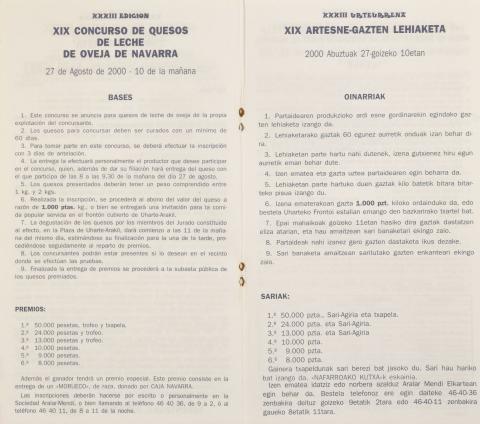 XXXIII EDICION
XIX CONCURSO DE QUESOS
DE LECHE
DE OVEJA DE NAVARRA
27 de Agosto de 2000 - 10 de la mañana
BASES
1. Este concurso se anuncia para quesos de leche de oveja de la propia
explotación del concursante.
2. Los quesos para concursar deben ser curados con un mínimo de
60 días.
3. Para tomar parte en este concurso, se deberá efectuar la inscripción
con 3 días de antelación.
4. La entrega la efectuará personalmente el productor que desee participar
en el concurso, quien, además de dar su filiación hará entrega del queso con
el que participa de las 8 a las 9,30 de la mañana del día 27 de agosto.
5. Los quesos presentados deberán tener un peso comprendido entre
1 kg. y 2 kgs.
6. Realizada la inscripción, se procederá al abono del valor del queso a
razón de 1.000 ptas. kg., o bien se entregará una invitación para la comi-
da popular servida en el frontón cubierto de Uharte-Arakil.
7. La degustación de los quesos por los miembros del Jurado constituido
al efecto, en la Plaza de Uharte-Arakil, dará comienzo a las 11 de la maña-
na del mismo día, estimándose su finalización para la una de la tarde, pro-
cediéndose seguidamente al reparto de premios.
8. Los concursantes podrán estar presentes si lo desean en el recinto
donde se efectúan las pruebas.
9. Finalizada la entrega de premios se procederá a la subasta pública de
los quesos premiados.
PREMIOS:
1.º 50.000 pesetas, trofeo y txapela.
2.º 24.000 pesetas, trofeo y
3.º 13.000 pesetas y trofeo
4.º 10.000 pesetas.
5.º 9.000 pesetas.
6.º 8.000 pesetas.
Además el ganador tendrá un premio especial. Este premio consiste en la
entrega de un «MORUECO», de raza, donado por CAJA NAVARRA.
Las inscripciones deberán hacerse por escrito o personalmente en la
Sociedad Aralar-Mendi, o bien llamando al teléfono 46 40 36, de 9 a 2, ó al
teléfono 46 40 11, de 8 a 11 de la noche.
XXXIII URTEURRENA
XIX ARTESNE-GAZTEN LEHIAKETA
2000 Abuztuak 27-goizeko 10etan
OINARRIAK
1. Partaidearen produkzioko ardi esne gordinarekin egindako gaz-
ten lehiaketa izango da.
2. Lehiaketarako gaztak 60 egunez aurretik onduak izan behar di-
ra.
3. Lehiaketan parte hartu nahi dutenek, izena gutxienez hiru egun
aurretik eman behar dute.
4. Izen ematea eta gazta uztea partaidearen egin beharra da.
5. Lehiaketan parte hartuko duen gaztak kilo batetik bitara bitar-
teko pisua izango du.
6. Izena ematerakoan gazta 1.000 pzt. kiloko ordainduko da, edo
bestela Uharteko Frontoi estalian emango den bazkarirako txartel bat.
7. Epai mahaikoak goizeko 11etan hasiko dira gaztak dastatzen
eliza atarian, eta hau amaitzean sari banaketari ekingo zaio.
8. Partaideak nahi izanez gero gazten dastaketa ikus dezake.
9. Sari banaketa amaitzean saritutako gazten enkanteari ekingo
zaio.
SARIAK:
1.º 50.000 pzta., Sari-Agiria eta txapela.
2.º 24.000 pzta, eta Sari-Agiria.
3.º 13.000 pzta, eta Sari-Agiria
4.º 10.000 pzta.
5.º 9.000 pzta.
6.º 8.000 pzta.
Gainera txapeldunak sari berezi bat jasoko du. Sari hau hariko
bat izango da, «NAFARROAKO KUTXA»k eskainia.
Izen ematea idatziz edo norbera azalduz Aralar Mendi Elkartean
egin behar da. Bestela telefonoz ere egin daiteke 46-40-36
zenbakira deituz goizeko 9etatik 2tara edo 46-40-11 zenbakira
gaueko 8etatik 11tara.